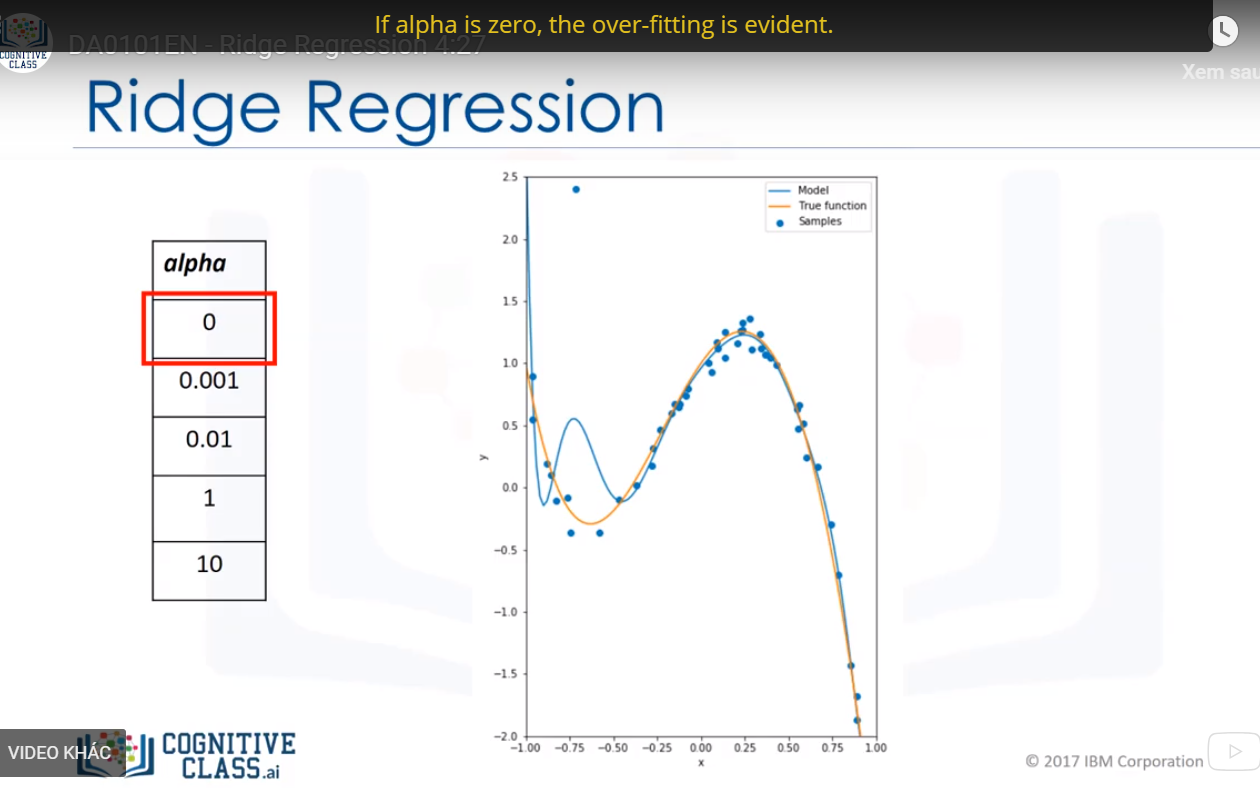 If alpha is zero, the over-fitting is evident.
DA0101EN - Ridge Regression 4:27
COGNITIVE
CLASS
Xem sau
Ridge Regression
alpha
0
0.001
0.01
1
10
2.5
2.0
1.5
1.0
0.5
0.0
−0.5
−1.0
−1.5
−2.0
y
Model
True function
Samples
−1.00 −0.75 −0.50 −0.25 0.00 0.25 0.50 0.75 1.00
x
VIDEO KHÁC
COGNITIVE
CLASS.ai
© 2017 IBM Corporation